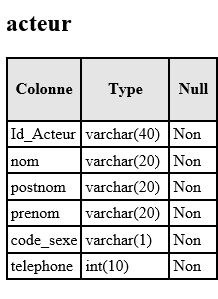 acteur
Colonne Type Null
Id_Acteur varchar(40) Non
nom varchar(20) Non
postnom varchar(20) Non
prenom varchar(20) Non
code_sexe varchar(1) Non
telephone int(10) Non